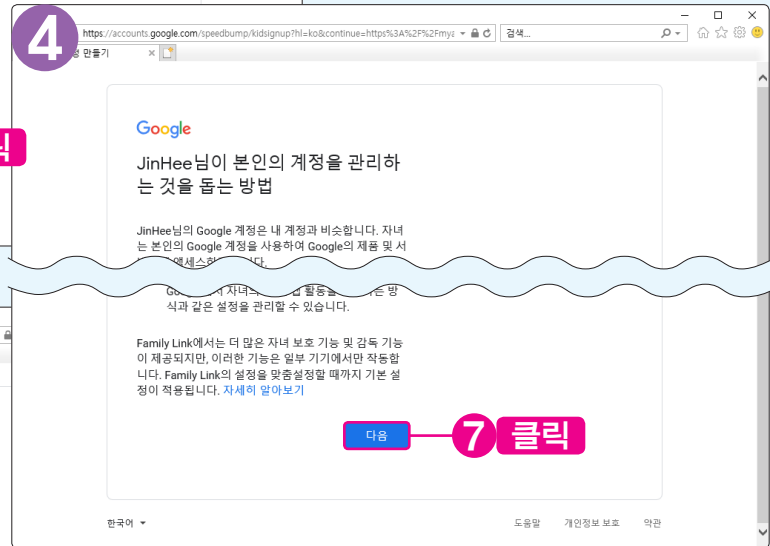 4
https://accounts.google.com/speedbump/kidsignup?hl=ko&continue=https%3A%2F%2Fmya
검색...
만들기
Google
JinHee님이 본인의 계정을 관리하
는 것을 돕는 방법
JinHee님의 Google 계정은 내 계정과 비슷합니다. 자녀
는 본인의 Google 계정을 사용하여 Google의 제품 및 서
식과 같은 설정을 관리할 수 있습니다.
Family Link에서는 더 많은 자녀 보호 기능 및 감독 기능
이 제공되지만, 이러한 기능은 일부 기기에서만 작동합
니다. Family Link의 설정을 맞춤설정할 때까지 기본 설
정이 적용됩니다. 자세히 알아보기
다음
7 클릭
한국어
도움말 개인정보 보호 약관